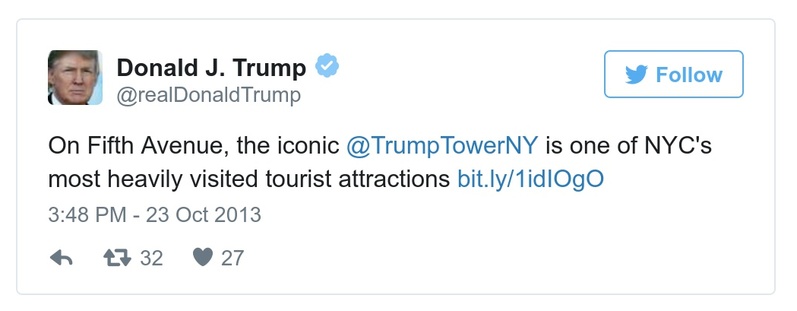 Donald J. Trump
@realDonaldTrump
Follow
On Fifth Avenue, the iconic @TrumpTowerNY is one of NYC's
most heavily visited tourist attractions bit.ly/1idIOgO
3:48 PM - 23 Oct 2013
32 27